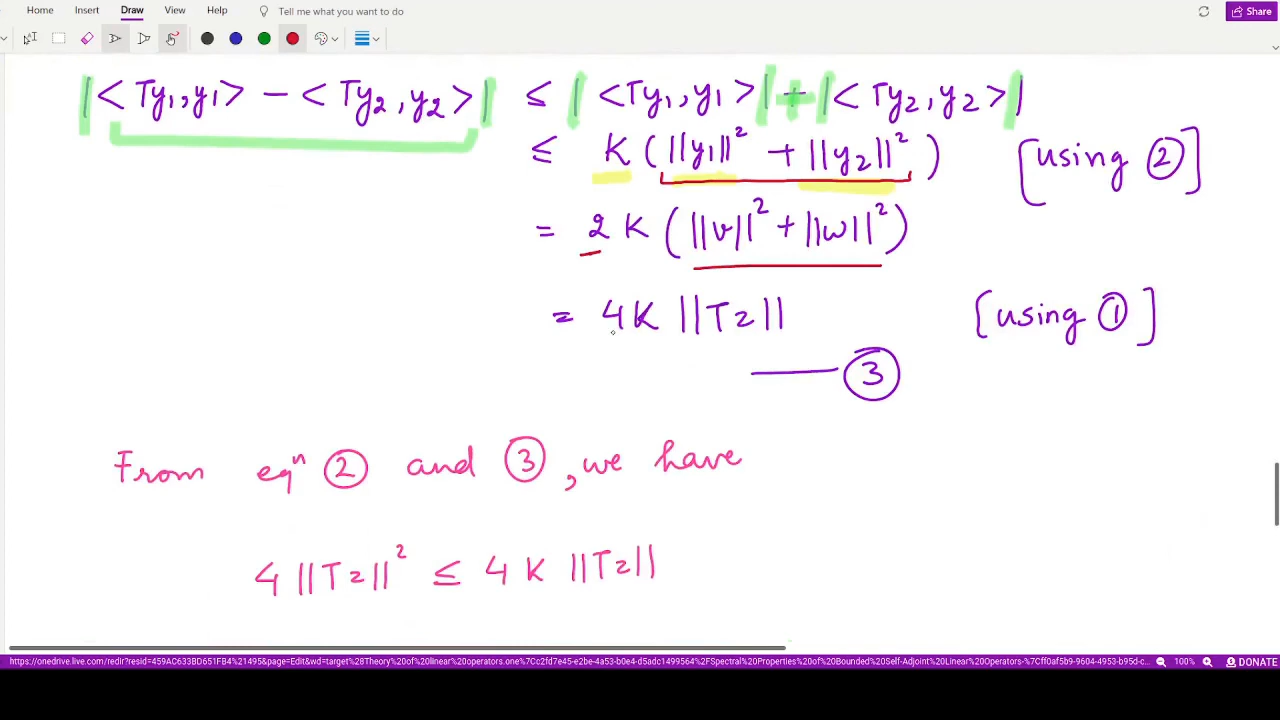 Home Insert Draw View Help Tell me what you want to do Share
|<Ty₁,y₁> − <Ty₂,y₂>| ≤ |<Ty₁,y₁>| + |<Ty₂,y₂>|
≤ K(||y₁||² + ||y₂||²) [using ②]
= 2K(||v||² + ||w||²)
= 4K ||Tz|| [using ①]
③
From eqⁿ ② and ③, we have
4 ||Tz||² ≤ 4K ||Tz||
100% DONATE